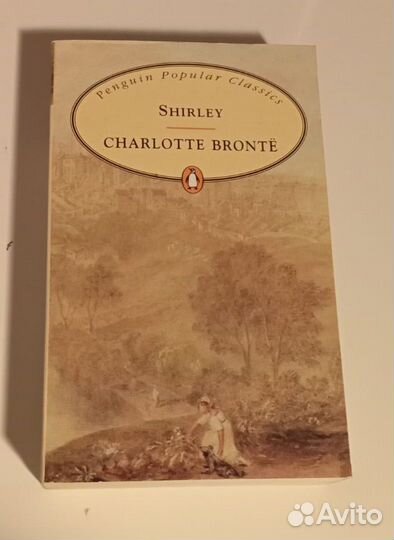 Penguin Popular Classics
SHIRLEY
CHARLOTTE BRONTË
Avito